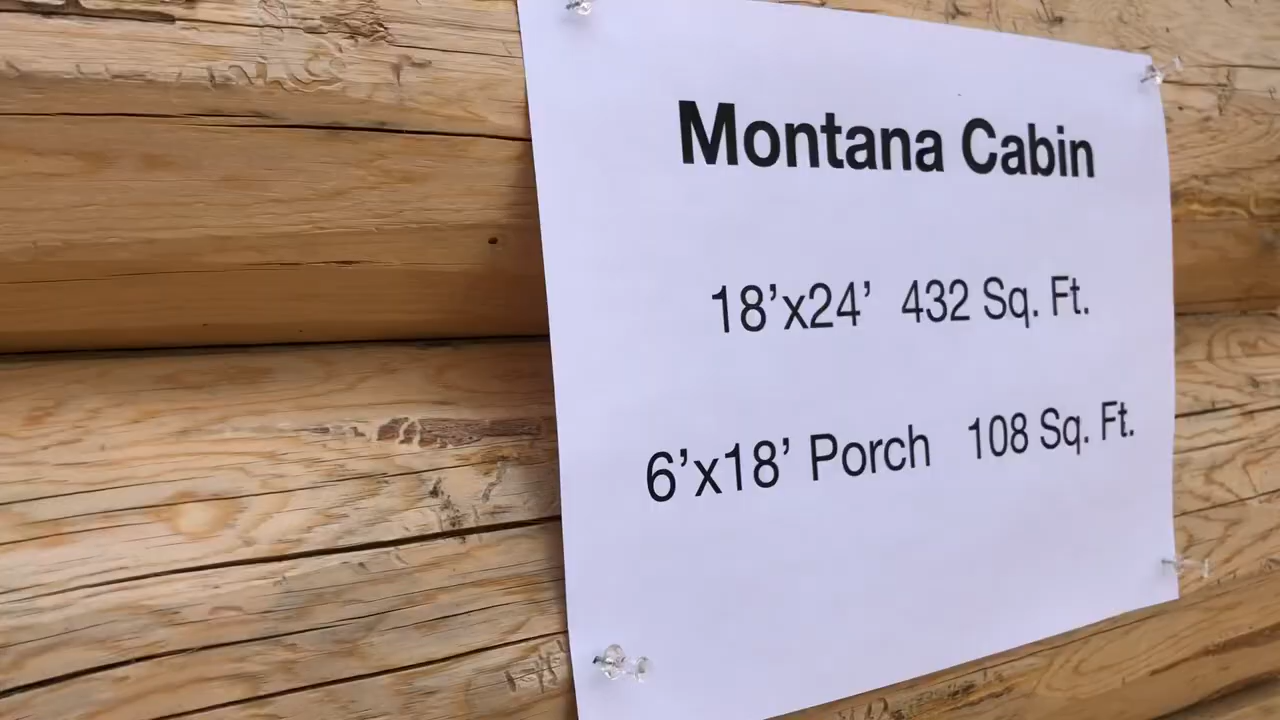 Montana Cabin
18’x24’ 432 Sq. Ft.
6’x18’ Porch 108 Sq. Ft.